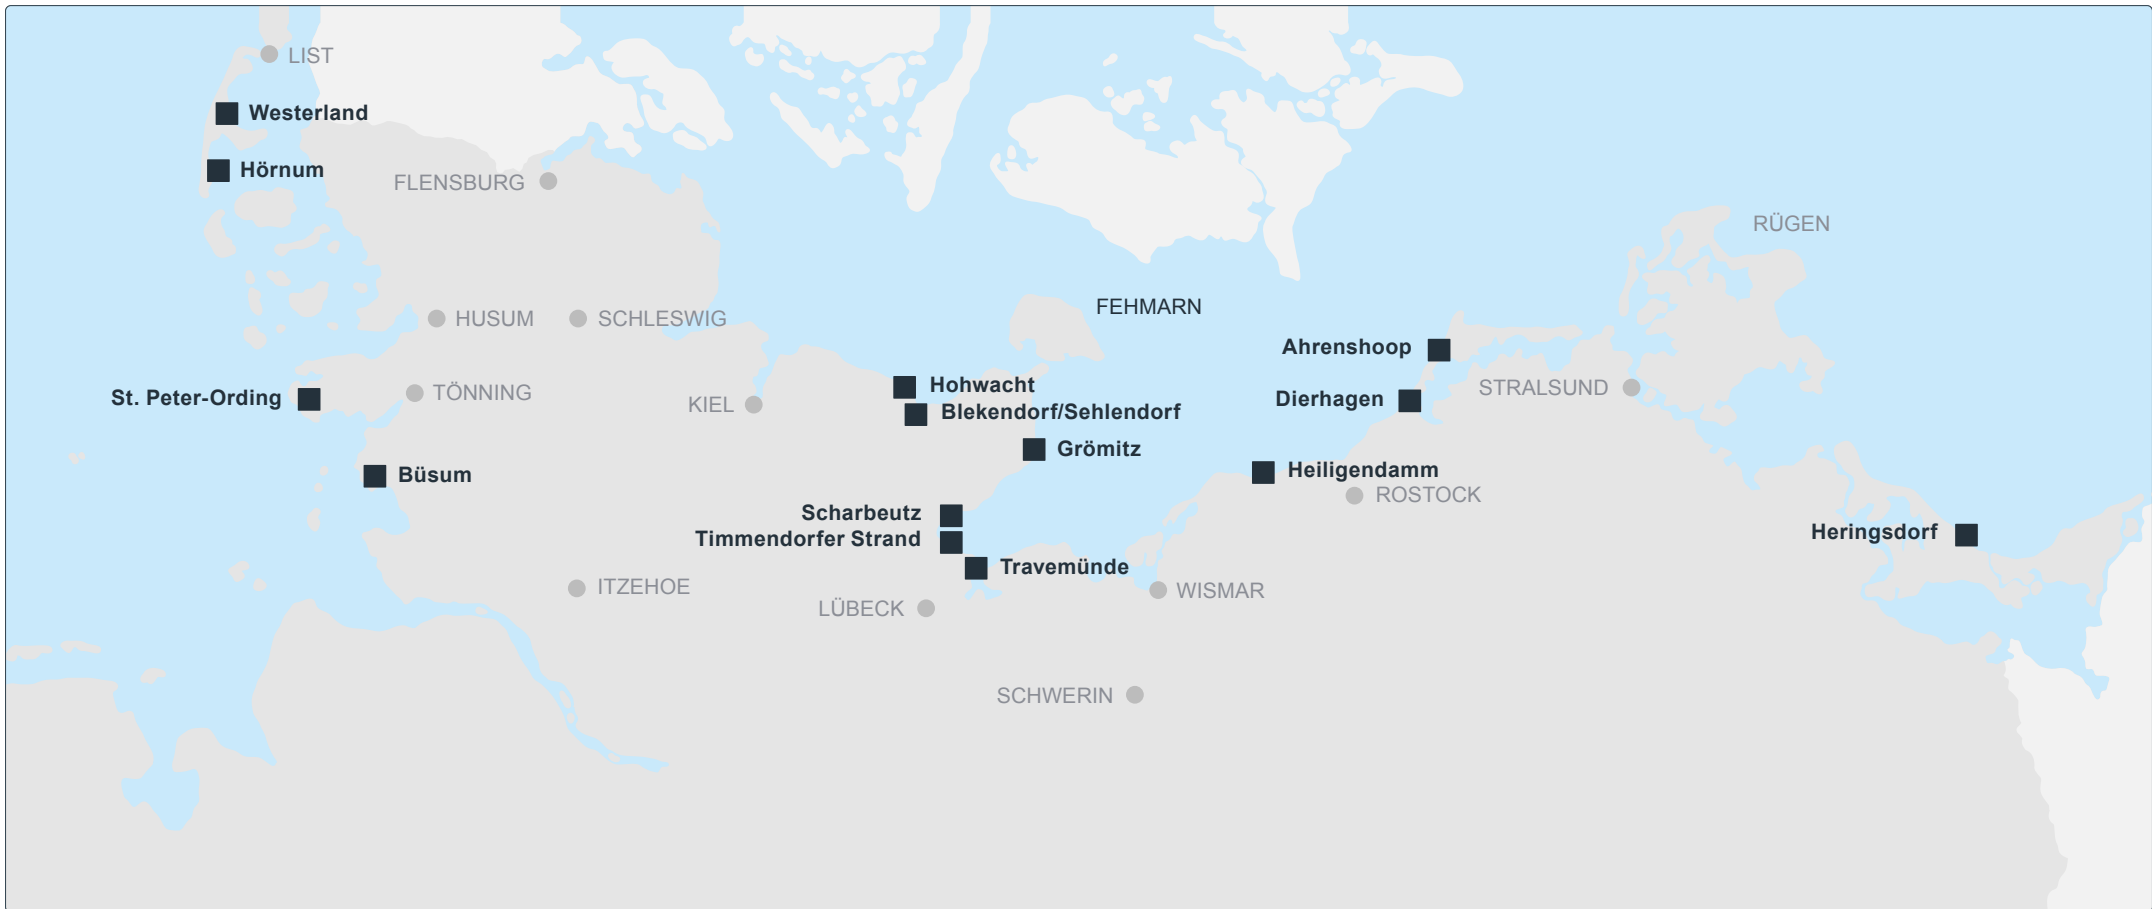 LIST
Westerland
Hörnum
FLENSBURG
RÜGEN
FEHMARN
HUSUM
SCHLESWIG
Ahrenshoop
Hohwacht
STRALSUND
St. Peter-Ording
TÖNNING
KIEL
Dierhagen
Blekendorf/Sehlendorf
Grömitz
Büsum
Heiligendamm
ROSTOCK
Scharbeutz
Heringsdorf
Timmendorfer Strand
Travemünde
ITZEHOE
WISMAR
LÜBECK
SCHWERIN